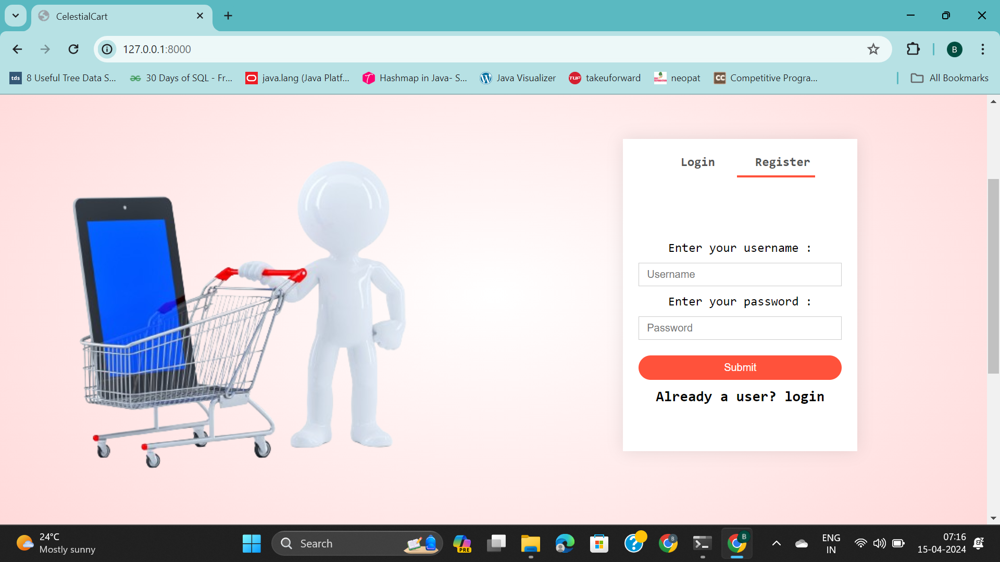 CelestialCart
127.0.0.1:8000
tds 8 Useful Tree Data S...
30 Days of SQL - Fr...
java.lang (Java Platf...
Hashmap in Java- S...
Java Visualizer
TUF takeuforward
neopat
CC Competitive Progra...
All Bookmarks
B
Login Register
Enter your username :
Username
Enter your password :
Password
Submit
Already a user? login
24°C
Mostly sunny
Search
PRE
B
B
ENG
IN
07:16
15-04-2024